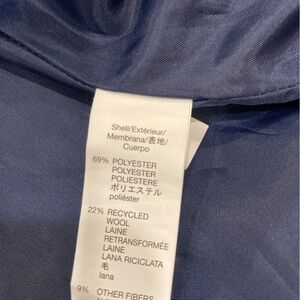 Shell/Extérieur/
Membrana/表地/
Cuerpo
69% POLYESTER
POLYESTER
POLIESTERE
ポリエステル
poliéster
22% RECYCLED
WOOL
LAINE
RETRANSFORMÉE
LAINE
LANA RICICLATA
毛
lana
9% OTHER FIBERS